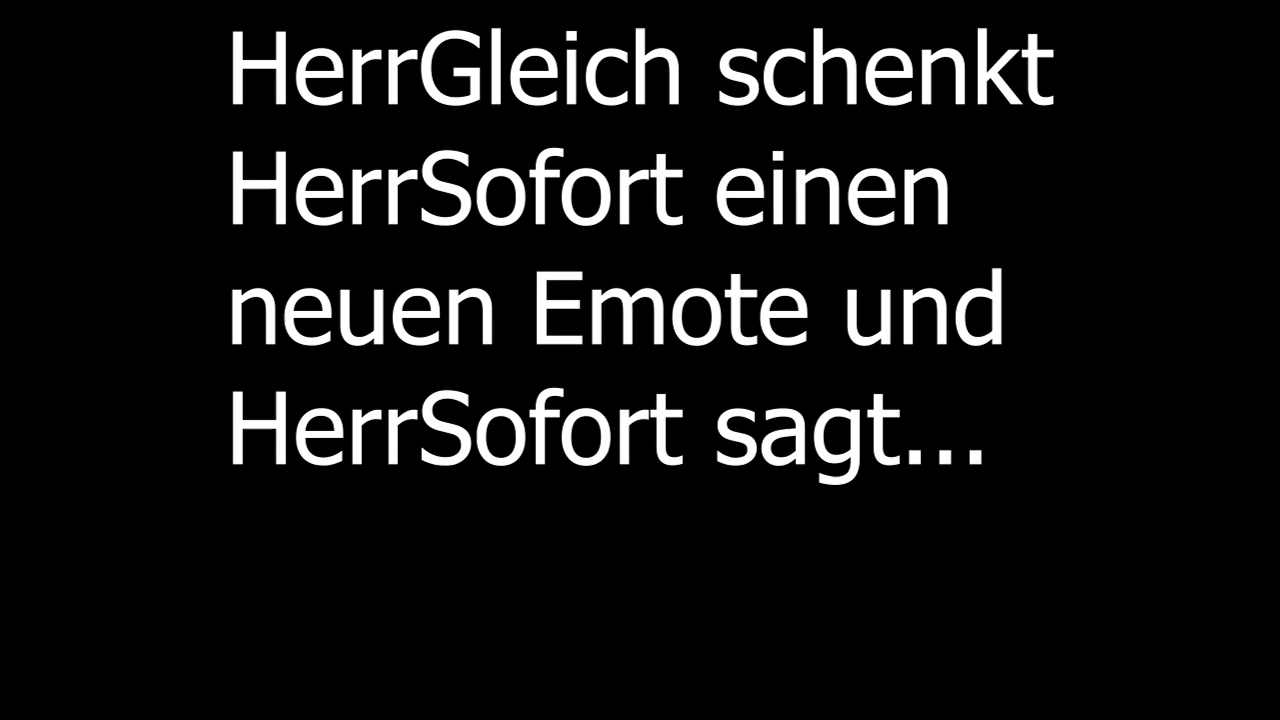 HerrGleich schenkt
HerrSofort einen
neuen Emote und
HerrSofort sagt...